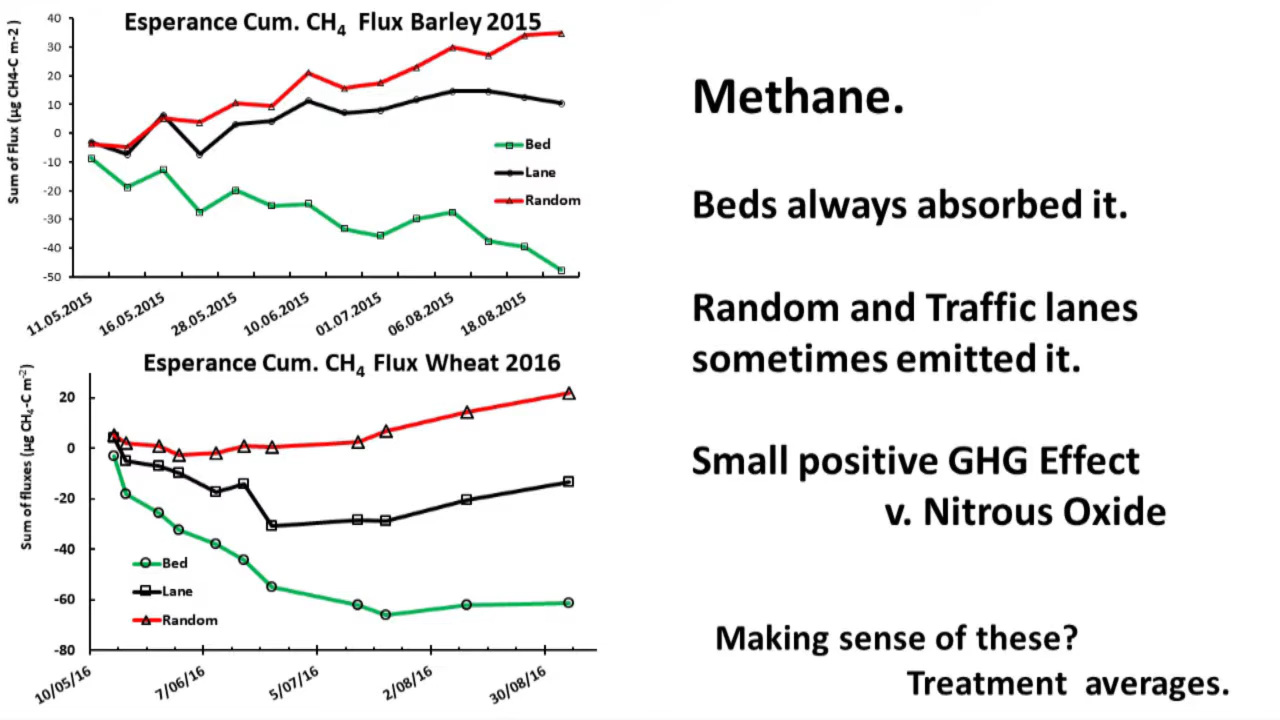 Esperance Cum. CH4 Flux Barley 2015
Sum of Flux (µg CH4-C m-2 )
40
30
20
10
0
-10
-20
-30
-40
-50
Bed
Lane
Random
11.05.2015
16.05.2015
28.05.2015
10.06.2015
01.07.2015
06.08.2015
18.08.2015
Esperance Cum. CH4 Flux Wheat 2016
Sum of fluxes (µg CH4-C m-2)
20
0
-20
-40
-60
-80
Bed
Lane
Random
10/05/16
7/06/16
5/07/16
2/08/16
30/08/16
Methane.
Beds always absorbed it.
Random and Traffic lanes
sometimes emitted it.
Small positive GHG Effect
v. Nitrous Oxide
Making sense of these?
Treatment averages.